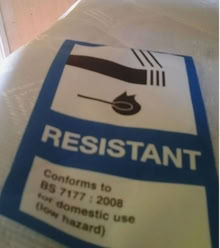 RESISTANT
Conforms to
BS 7177 : 2008
for domestic use
(low hazard)